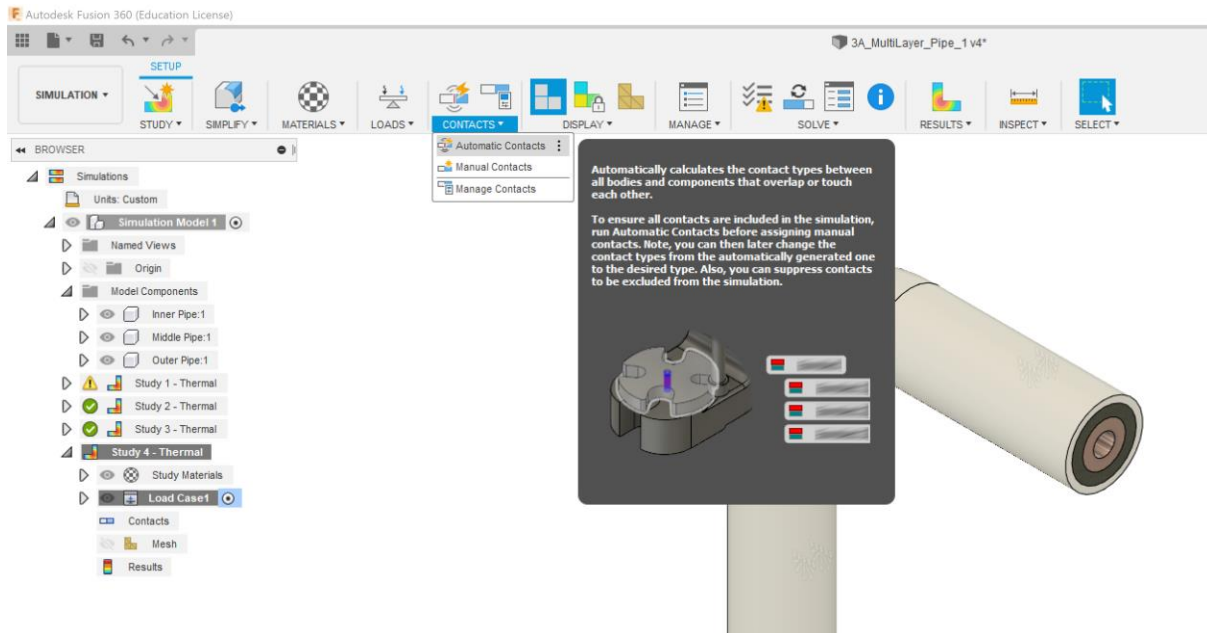 Autodesk Fusion 360 (Education License)
3A_MultiLayer_Pipe_1 v4*
SETUP
SIMULATION
STUDY
SIMPLIFY
MATERIALS
LOADS
CONTACTS
DISPLAY
MANAGE
SOLVE
RESULTS
INSPECT
SELECT
Automatic Contacts
Manual Contacts
Manage Contacts
Automatically calculates the contact types between
all bodies and components that overlap or touch
each other.
To ensure all contacts are included in the simulation,
run Automatic Contacts before assigning manual
contacts. Note, you can then later change the
contact types from the automatically generated one
to the desired type. Also, you can suppress contacts
to be excluded from the simulation.
BROWSER
Simulations
Units: Custom
Simulation Model 1
Named Views
Origin
Model Components
Inner Pipe:1
Middle Pipe:1
Outer Pipe:1
Study 1 - Thermal
Study 2 - Thermal
Study 3 - Thermal
Study 4 - Thermal
Study Materials
Load Case1
Contacts
Mesh
Results